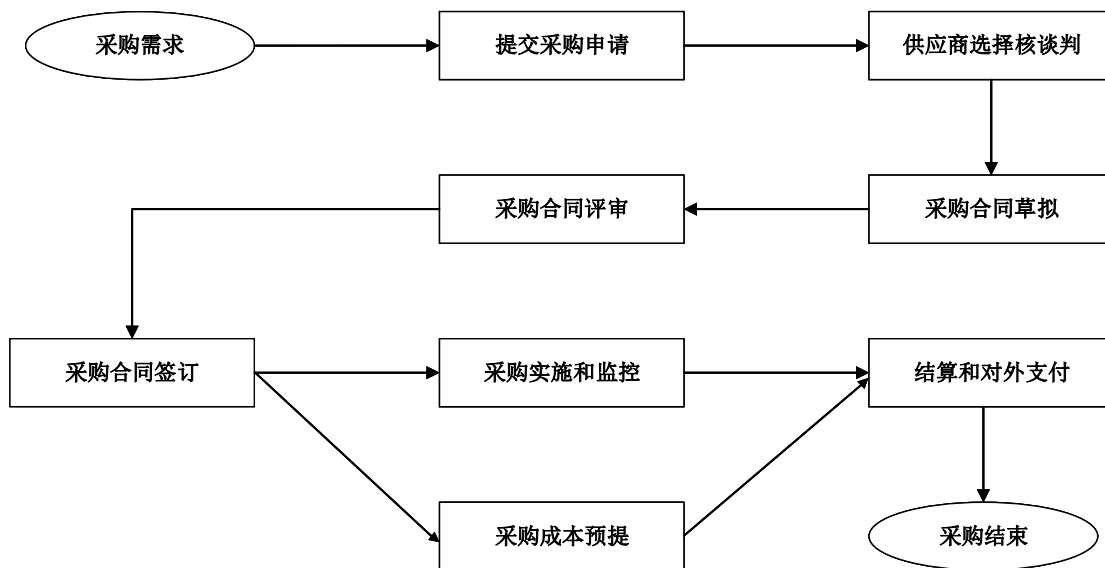 采购需求
提交采购申请
供应商选择核谈判
采购合同草拟
采购合同评审
采购合同签订
采购实施和监控
结算和对外支付
采购成本预提
采购结束